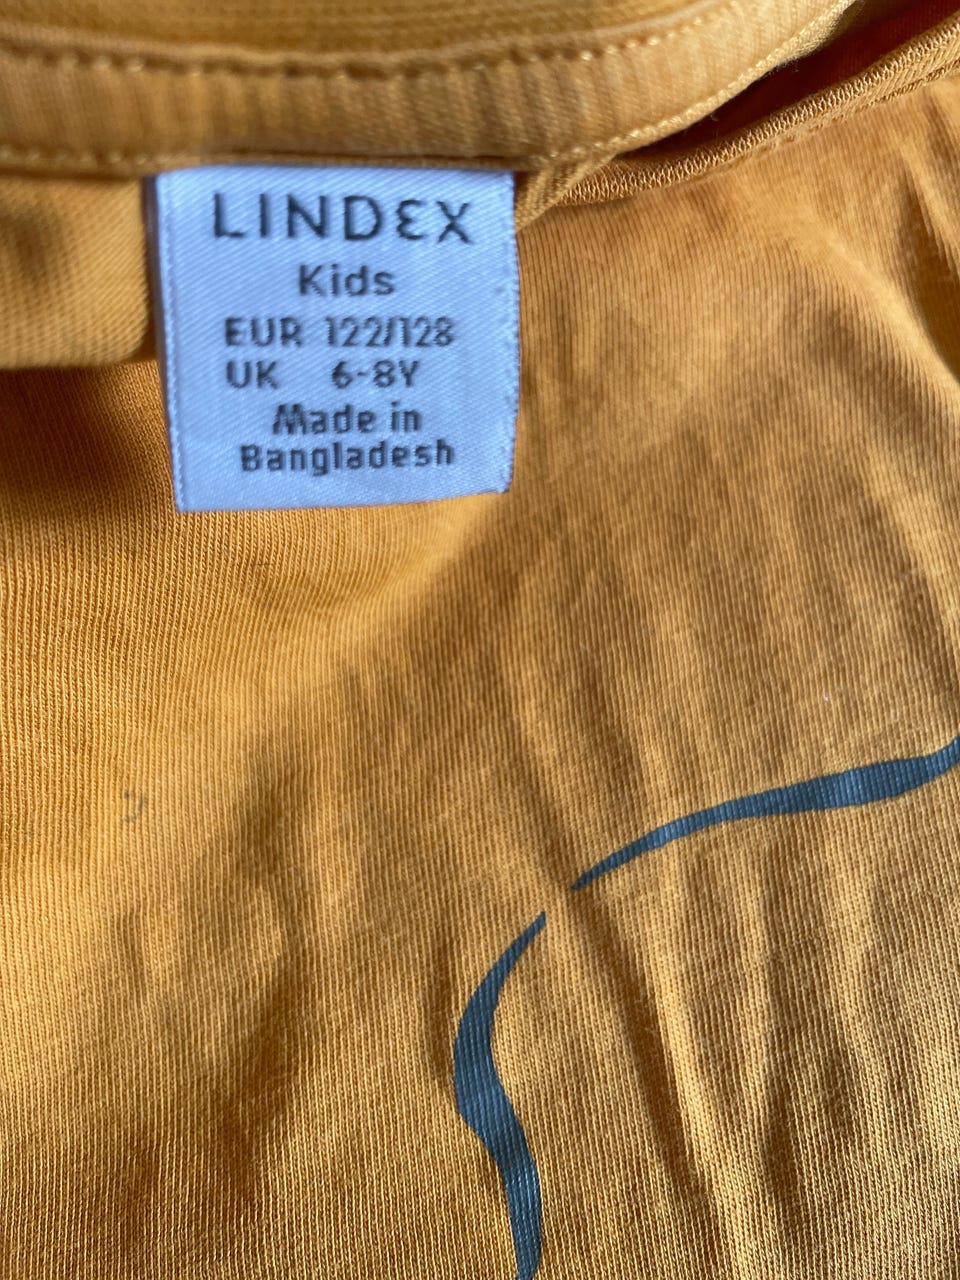 LINDEX
Kids
EUR 122/128
UK 6-8Y
Made in
Bangladesh